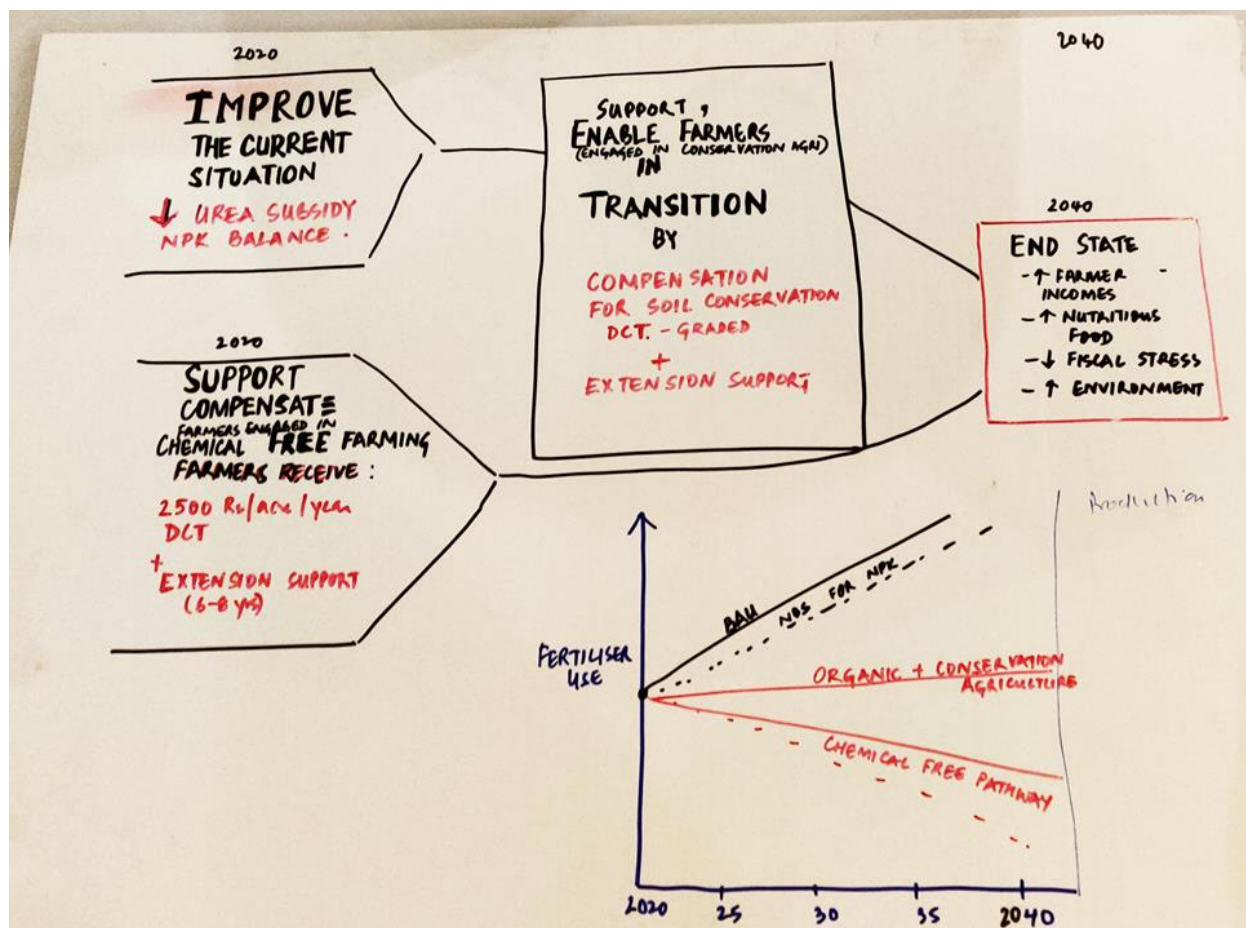 2020
IMPROVE
THE CURRENT
SITUATION
↓ UREA SUBSIDY
NPK BALANCE.
2020
SUPPORT
COMPENSATE
FARMERS ENGAGED IN
CHEMICAL FREE FARMING
FARMERS RECEIVE:
2500 Rs/acre/year
DCT
+
EXTENSION SUPPORT
(6-8 yrs)
SUPPORT,
ENABLE FARMERS
(ENGAGED IN CONSERVATION AGRI)
IN
TRANSITION
BY
COMPENSATION
FOR SOIL CONSERVATION
DCT. - GRADED
+
EXTENSION SUPPORT
2040
2040
END STATE
- ↑ FARMER -
INCOMES
- ↑ NUTRITIOUS
FOOD
- ↓ FISCAL STRESS
- ↑ ENVIRONMENT
Production
FERTILISER
USE
BAU
NBS FOR NPK
ORGANIC + CONSERVATION
AGRICULTURE
CHEMICAL FREE PATHWAY
2020 25 30 35 2040